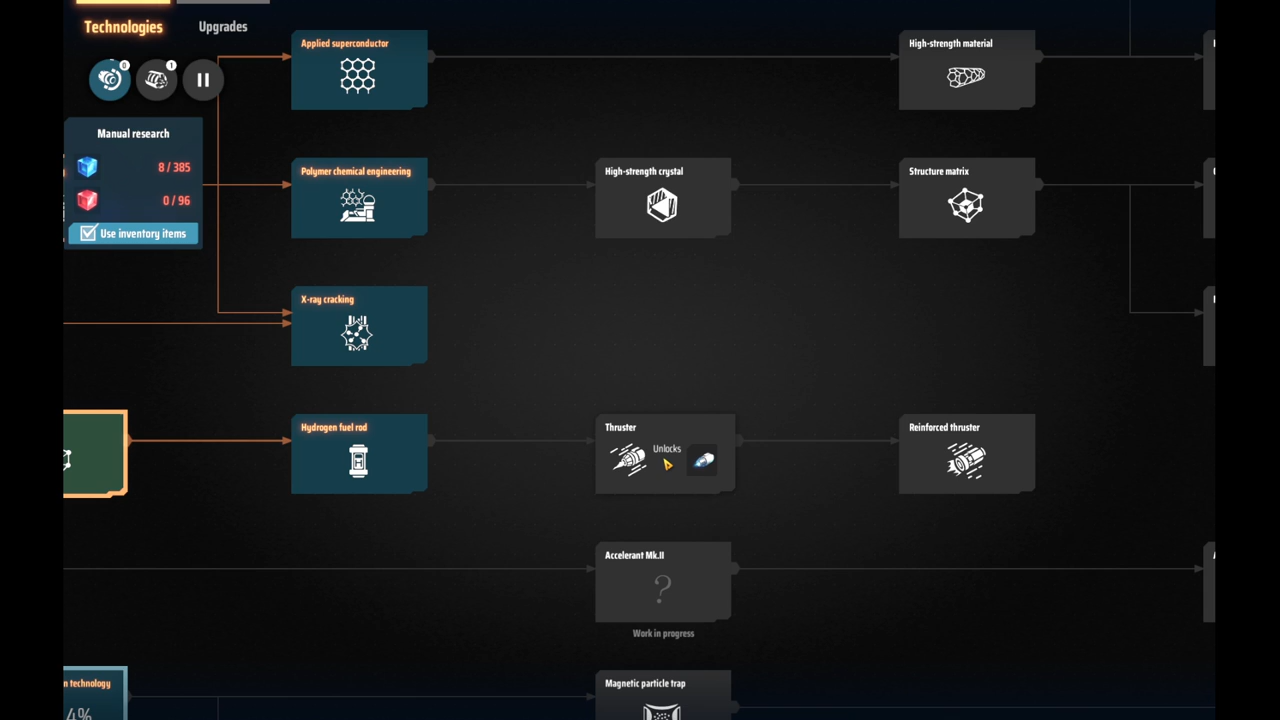 Technologies
Upgrades
6
1
Manual research
8 / 385
0 / 96
Use inventory items
Applied superconductor
High-strength material
Polymer chemical engineering
High-strength crystal
Structure matrix
X-ray cracking
Hydrogen fuel rod
Thruster
Unlocks
Reinforced thruster
Accelerant Mk.II
?
Work in progress
n technology
4%
Magnetic particle trap